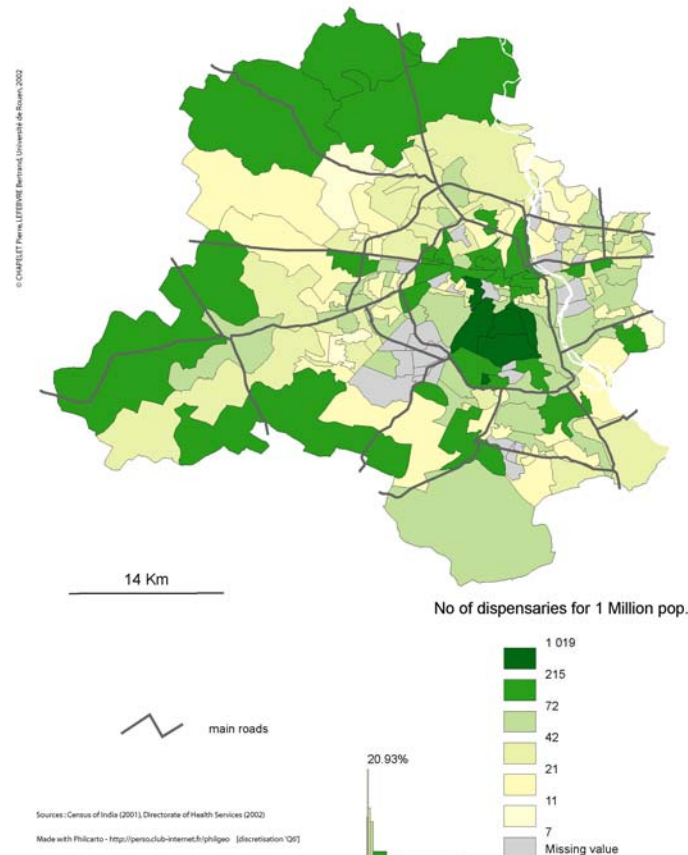 © CHAPELET Pierre, LEFEBVRE Bertrand, Université de Rouen, 2002
14 Km
No of dispensaries for 1 Million pop.
1 019
215
72
42
21
11
7
Missing value
main roads
20.93%
Sources : Census of India (2001), Directorate of Health Services (2002)
Made with Philcarto - http://perso.club-internet.fr/philgeo [discretisation 'Q6']